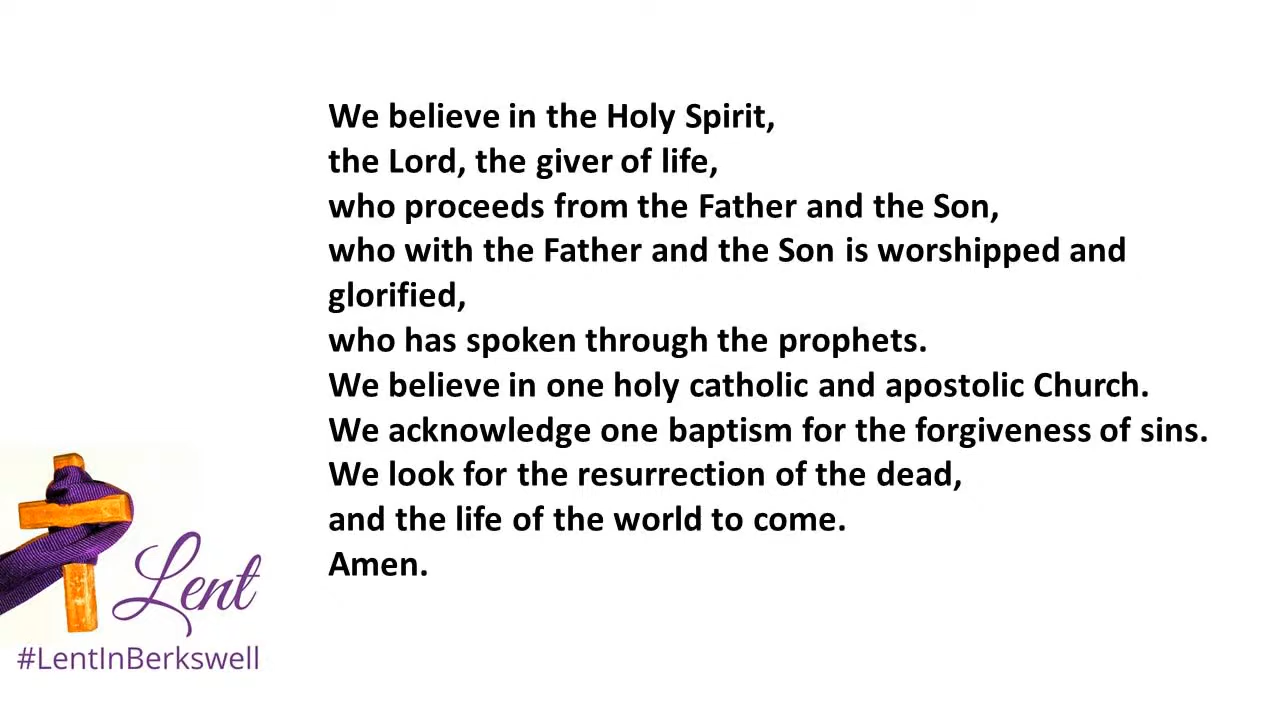 We believe in the Holy Spirit,
the Lord, the giver of life,
who proceeds from the Father and the Son,
who with the Father and the Son is worshipped and
glorified,
who has spoken through the prophets.
We believe in one holy catholic and apostolic Church.
We acknowledge one baptism for the forgiveness of sins.
We look for the resurrection of the dead,
and the life of the world to come.
Amen.
Lent
#LentInBerkswell